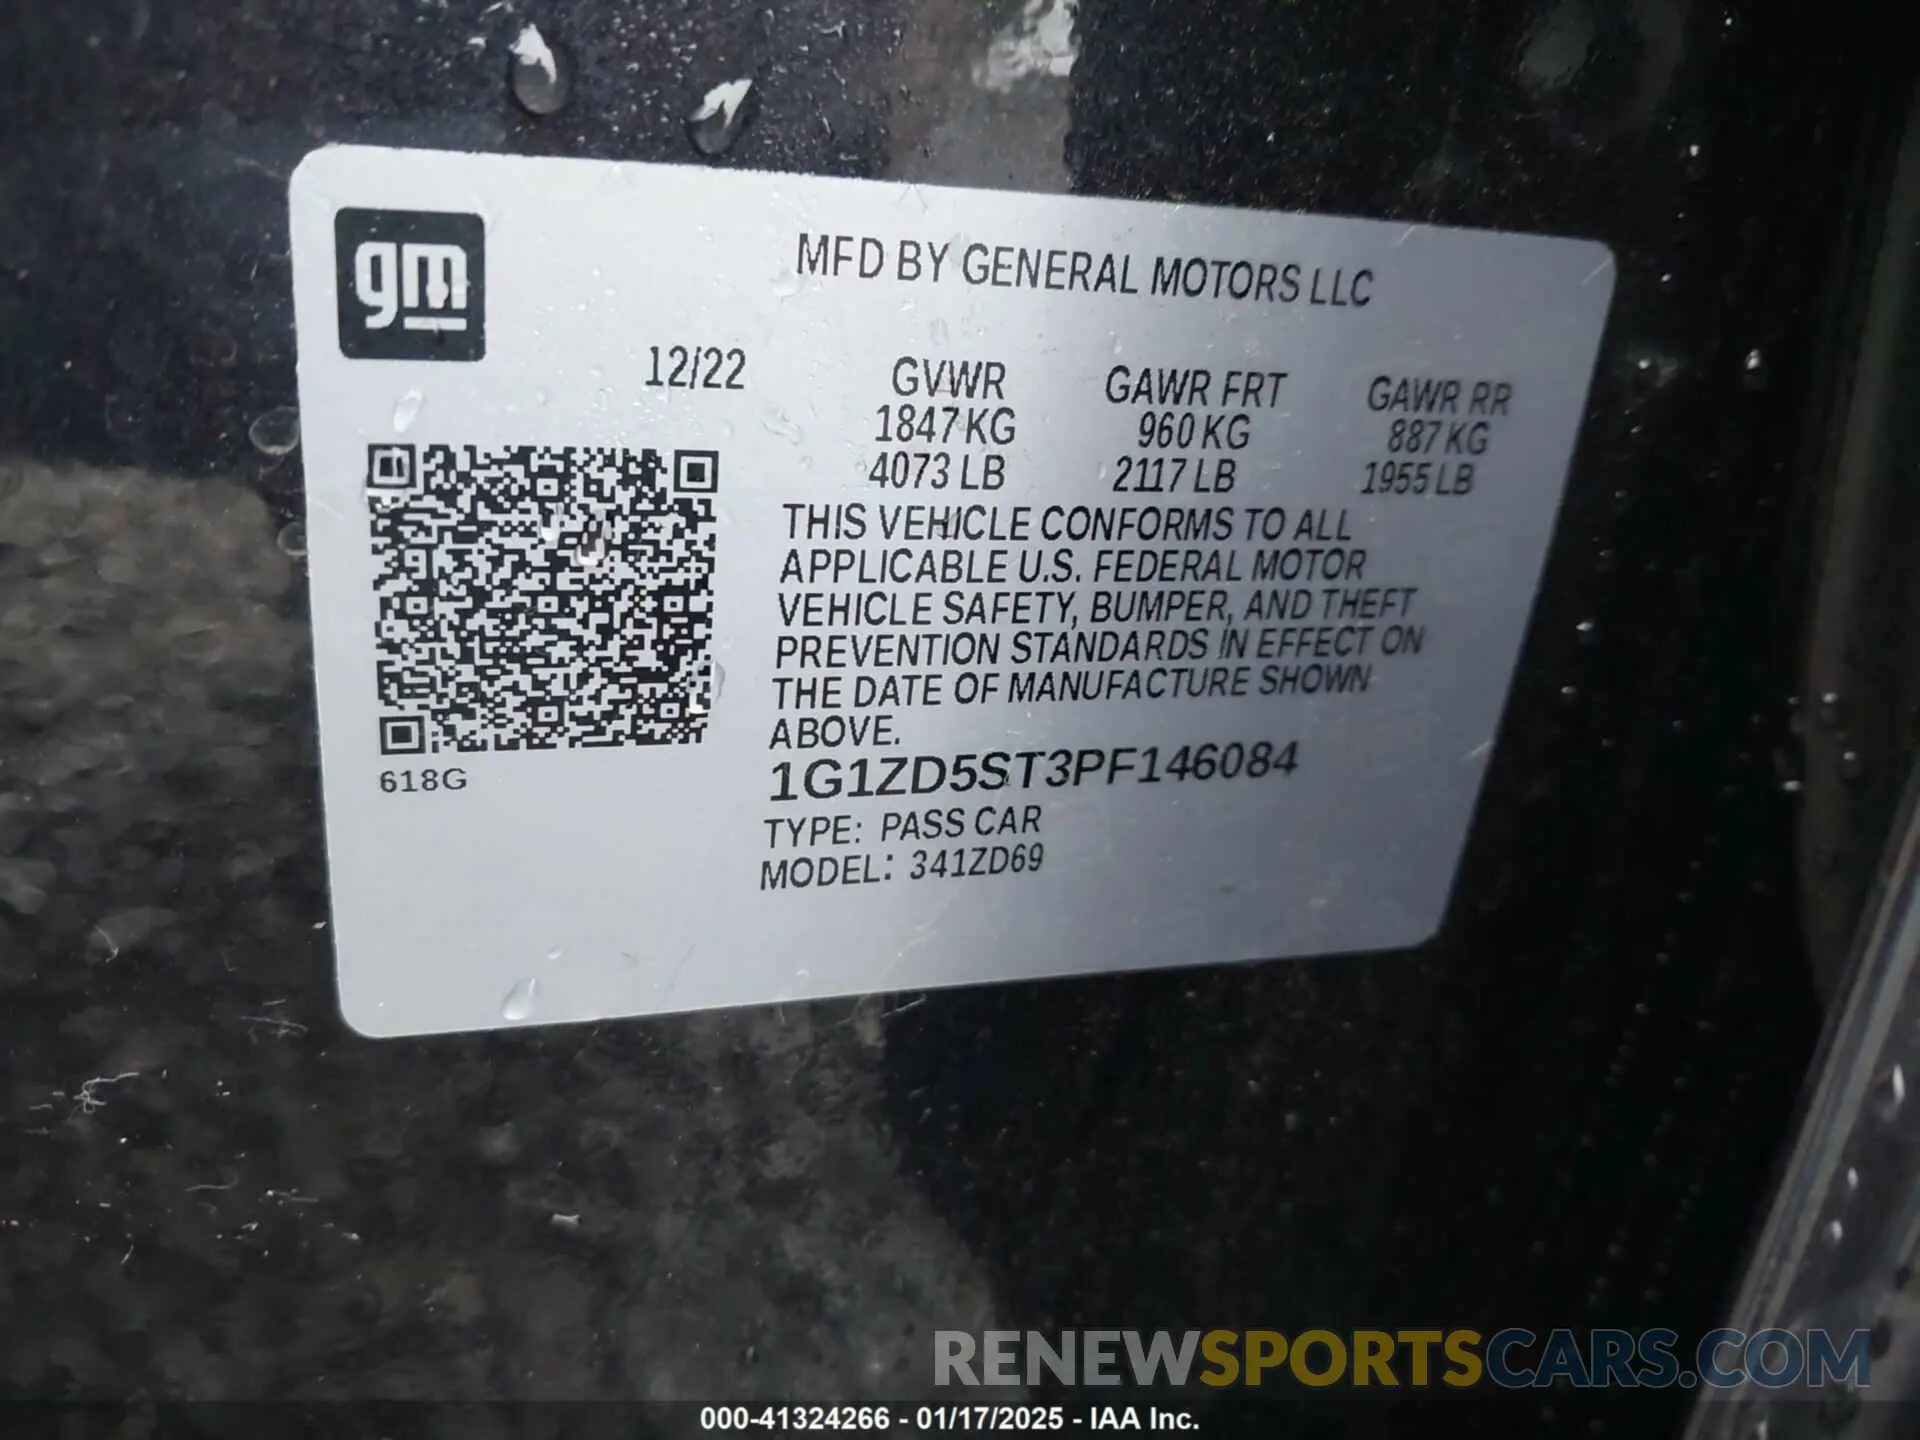 gm
MFD BY GENERAL MOTORS LLC
12/22 GVWR GAWR FRT GAWR RR
1847 KG 960 KG 887 KG
4073 LB 2117 LB 1955 LB
THIS VEHICLE CONFORMS TO ALL
APPLICABLE U.S. FEDERAL MOTOR
VEHICLE SAFETY, BUMPER, AND THEFT
PREVENTION STANDARDS IN EFFECT ON
THE DATE OF MANUFACTURE SHOWN
ABOVE.
618G
1G1ZD5ST3PF146084
TYPE: PASS CAR
MODEL: 341ZD69
RENEWSPORTSCARS.COM
000-41324266 - 01/17/2025 - IAA Inc.